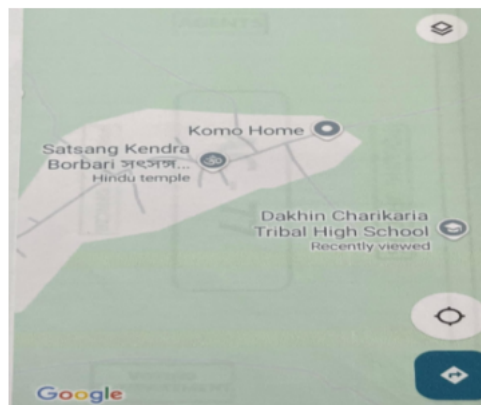 Komo Home
Satsang Kendra
Borbari সৎসঙ্গ...
Hindu temple
Dakhin Charikaria
Tribal High School
Recently viewed
Google